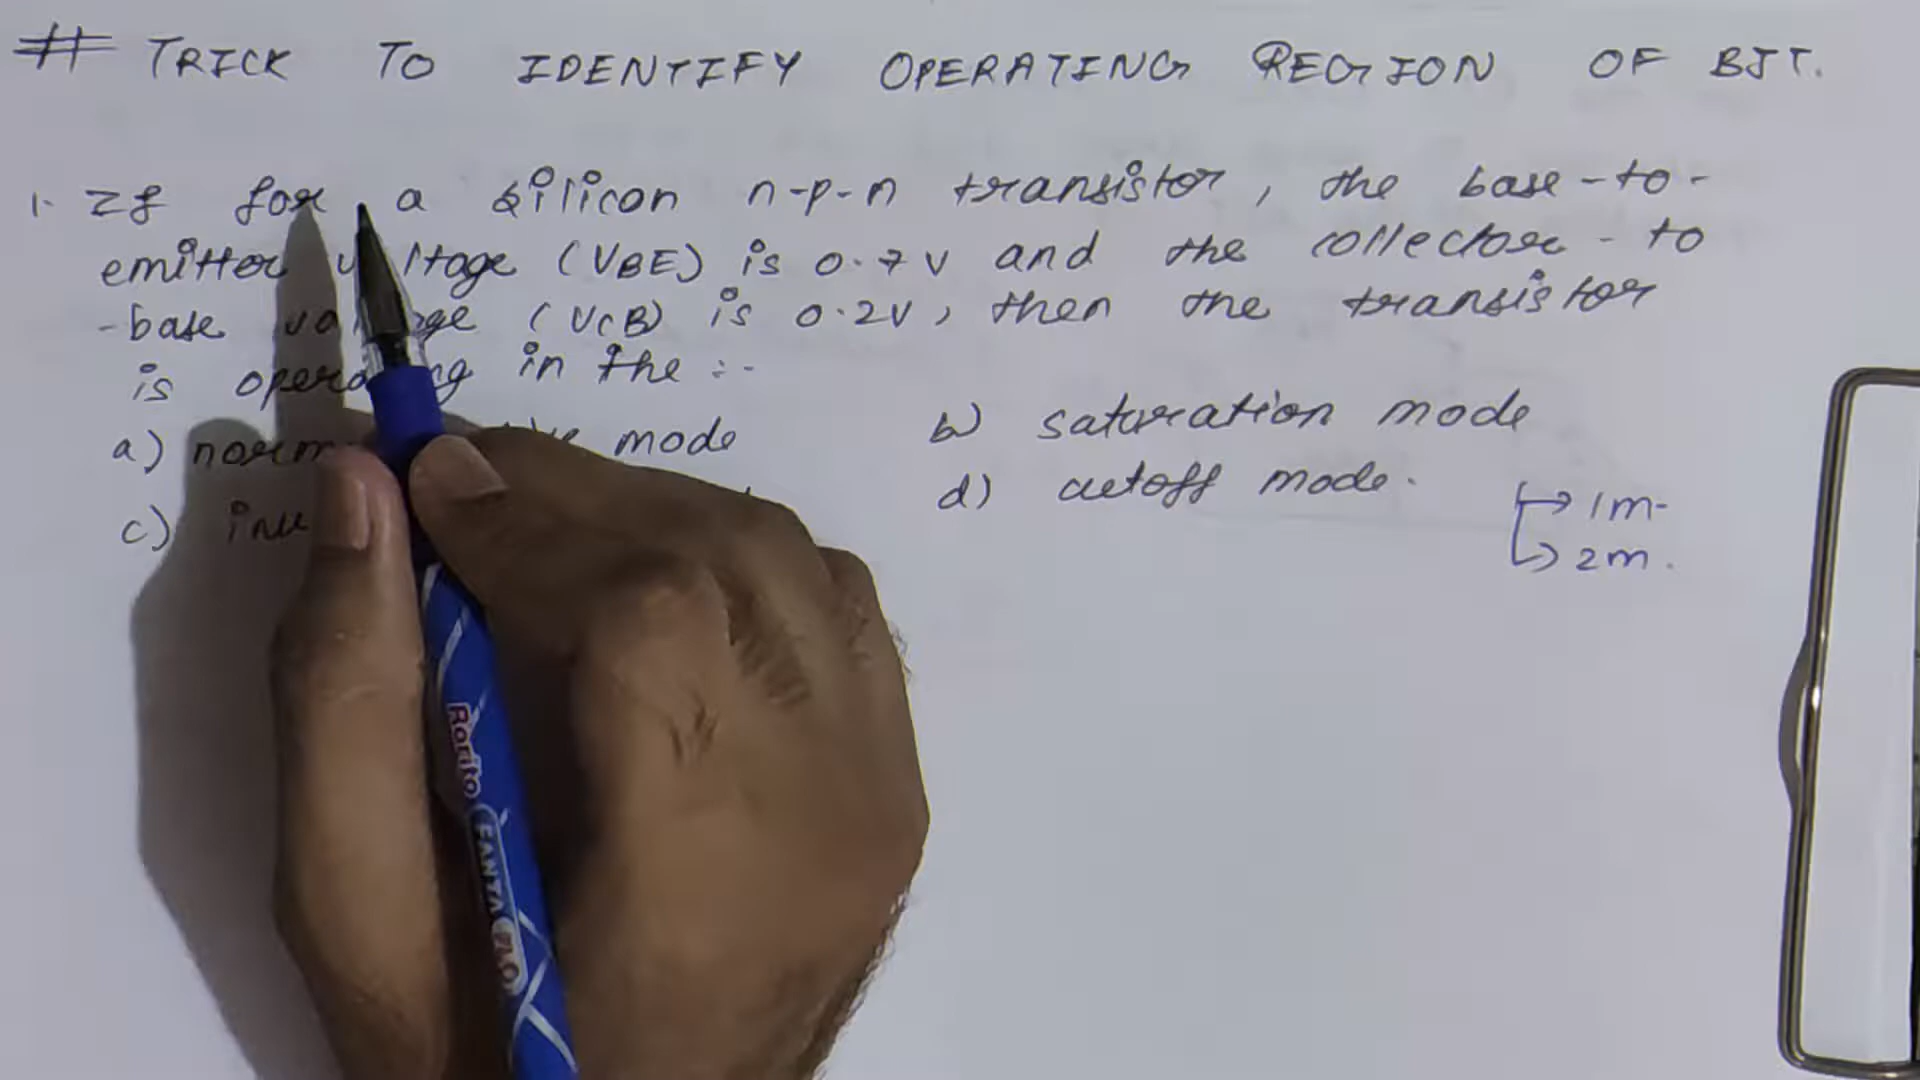 # TRICK TO IDENTIFY OPERATING REGION OF BJT.
1. If for a silicon n-p-n transistor, the base-to-
emitter ltage (VBE) is 0.7V and the collector-to
-base (VCB) is 0.2V, then the transistor
is in the :-
a) mode
b) saturation mode
c)
d) cutoff mode.
→ 1m-
→ 2m.
Rorito FANTA